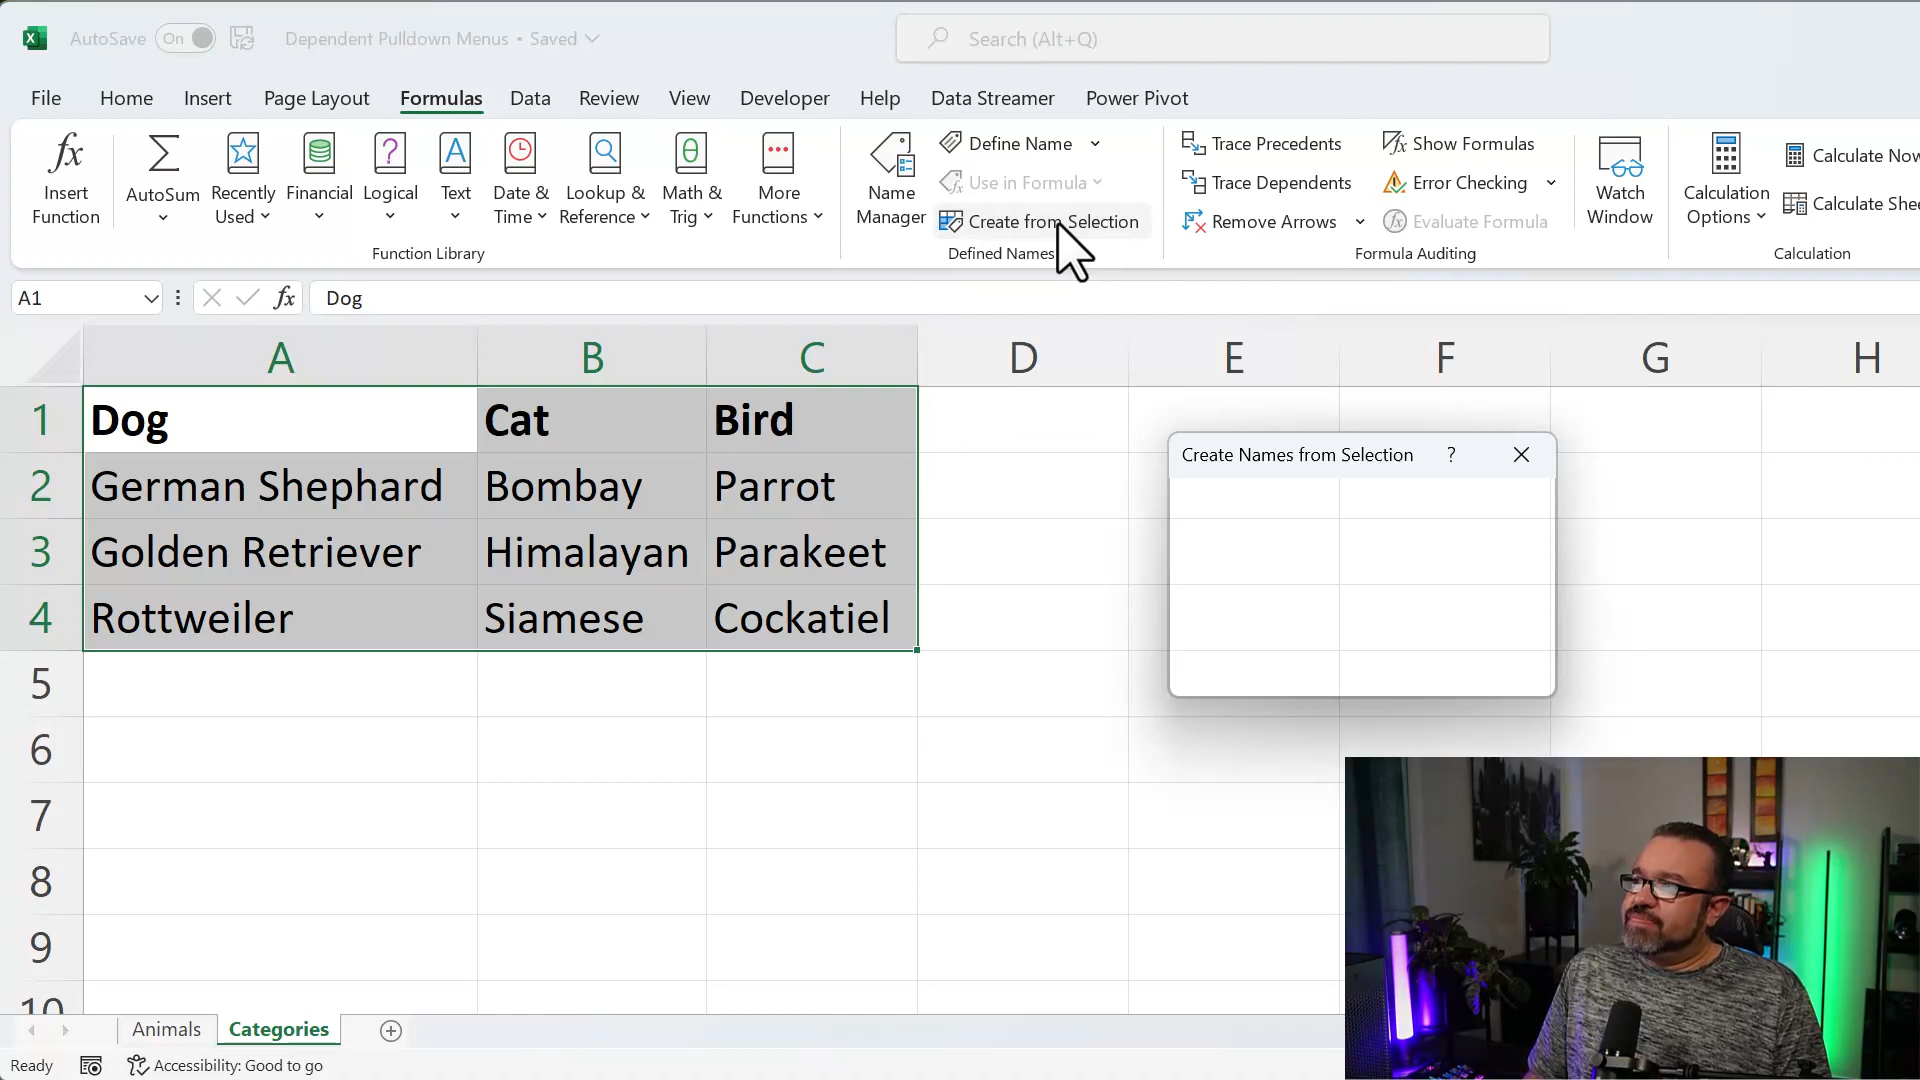 AutoSave On Dependent Pulldown Menus • Saved Search (Alt+Q)
File Home Insert Page Layout Formulas Data Review View Developer Help Data Streamer Power Pivot
Insert Function
AutoSum
Recently Used
Financial
Logical
Text
Date & Time
Lookup & Reference
Math & Trig
More Functions
Function Library
Name Manager
Define Name
Use in Formula
Create from Selection
Defined Names
Trace Precedents
Trace Dependents
Remove Arrows
Show Formulas
Error Checking
Evaluate Formula
Formula Auditing
Watch Window
Calculation Options
Calculate Now
Calculate Shee
Calculation
A1 fx Dog
A B C D E F G H
1 Dog Cat Bird
2 German Shephard Bombay Parrot
3 Golden Retriever Himalayan Parakeet
4 Rottweiler Siamese Cockatiel
5
6
7
8
9
10
Create Names from Selection ?
Animals Categories
Ready Accessibility: Good to go